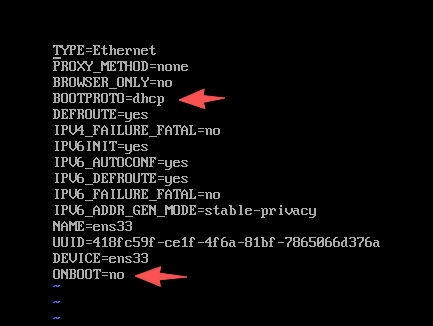 TYPE=Ethernet
PROXY_METHOD=none
BROWSER_ONLY=no
BOOTPROTO=dhcp
DEFROUTE=yes
IPV4_FAILURE_FATAL=no
IPV6INIT=yes
IPV6_AUTOCONF=yes
IPV6_DEFROUTE=yes
IPV6_FAILURE_FATAL=no
IPV6_ADDR_GEN_MODE=stable-privacy
NAME=ens33
UUID=418fc59f-ce1f-4f6a-81bf-7865066d376a
DEVICE=ens33
ONBOOT=no
~
~
~